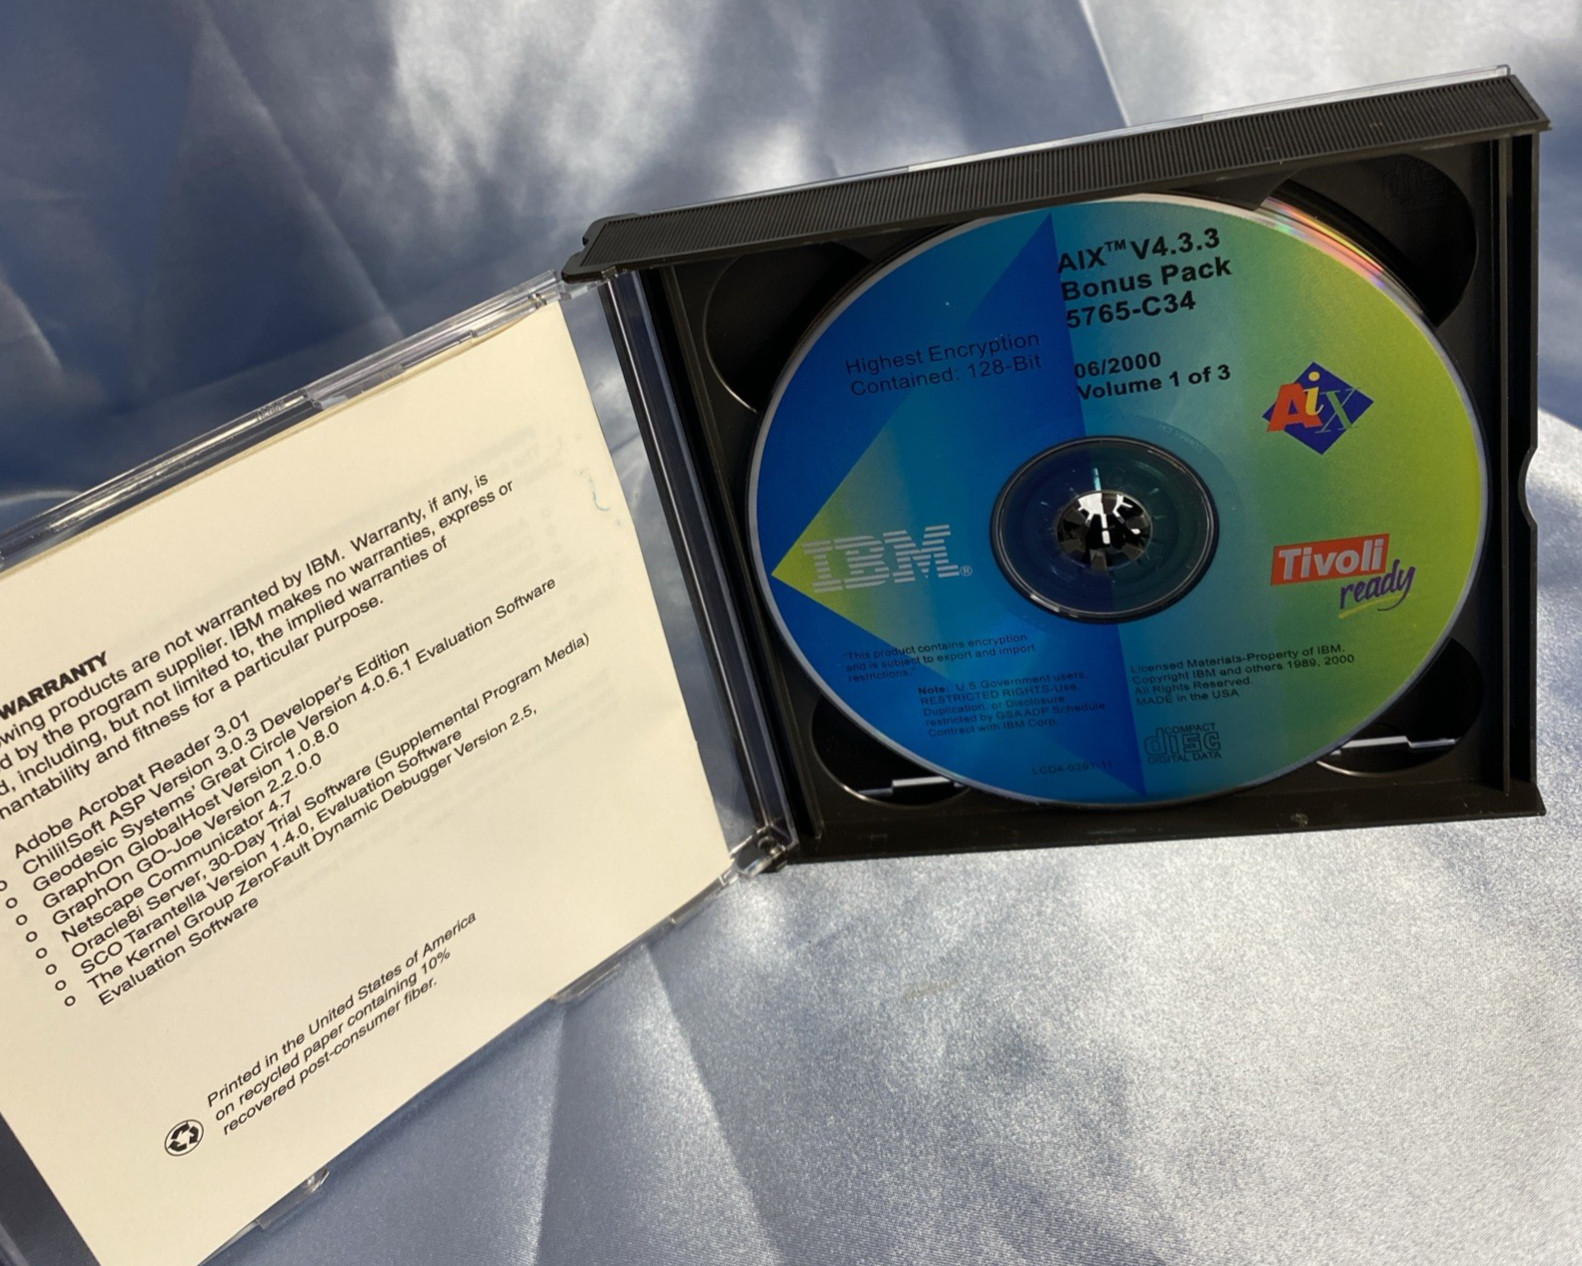 WARRANTY
owing products are not warranted by IBM. Warranty, if any, is
d by the program supplier. IBM makes no warranties, express or
d, including, but not limited to, the implied warranties of
hantability and fitness for a particular purpose.
Adobe Acrobat Reader 3.01
o Chili!Soft ASP Version 3.0.3 Developer's Edition
o Geodesic Systems' Great Circle Version 4.0.6.1 Evaluation Software
o GraphOn GlobalHost Version 1.0.8.0
o GraphOn GO-Joe Version 2.2.0.0
o Netscape Communicator 4.7
o Oracle8i Server, 30-Day Trial Software (Supplemental Program Media)
o SCO Tarantella Version 1.4.0, Evaluation Software
o The Kernel Group ZeroFault Dynamic Debugger Version 2.5,
Evaluation Software
Printed in the United States of America
on recycled paper containing 10%
recovered post-consumer fiber.
AIX™ V4.3.3
Bonus Pack
5765-C34
Highest Encryption
Contained: 128-Bit
06/2000
Volume 1 of 3
AiX
IBM®
Tivoli
ready
"This product contains encryption
and is subject to export and import
restrictions."
Note: U.S Government users,
RESTRICTED RIGHTS-Use,
Duplication, or Disclosure
restricted by GSA ADP Schedule
Contract with IBM Corp.
Licensed Materials-Property of IBM.
Copyright IBM and others 1989, 2000
All Rights Reserved.
MADE in the USA
COMPACT
disc
DIGITAL DATA